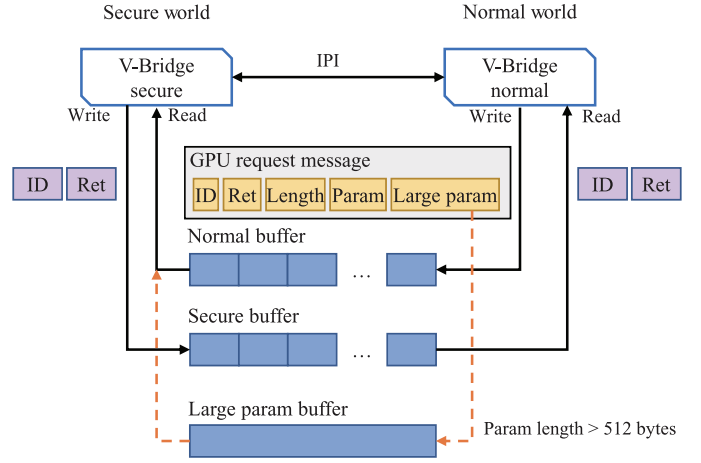 Secure world
Normal world
V-Bridge
secure
IPI
V-Bridge
normal
Write
Read
Write
Read
GPU request message
ID
Ret
ID
Ret
Length
Param
Large param
ID
Ret
Normal buffer
...
Secure buffer
...
Large param buffer
Param length > 512 bytes